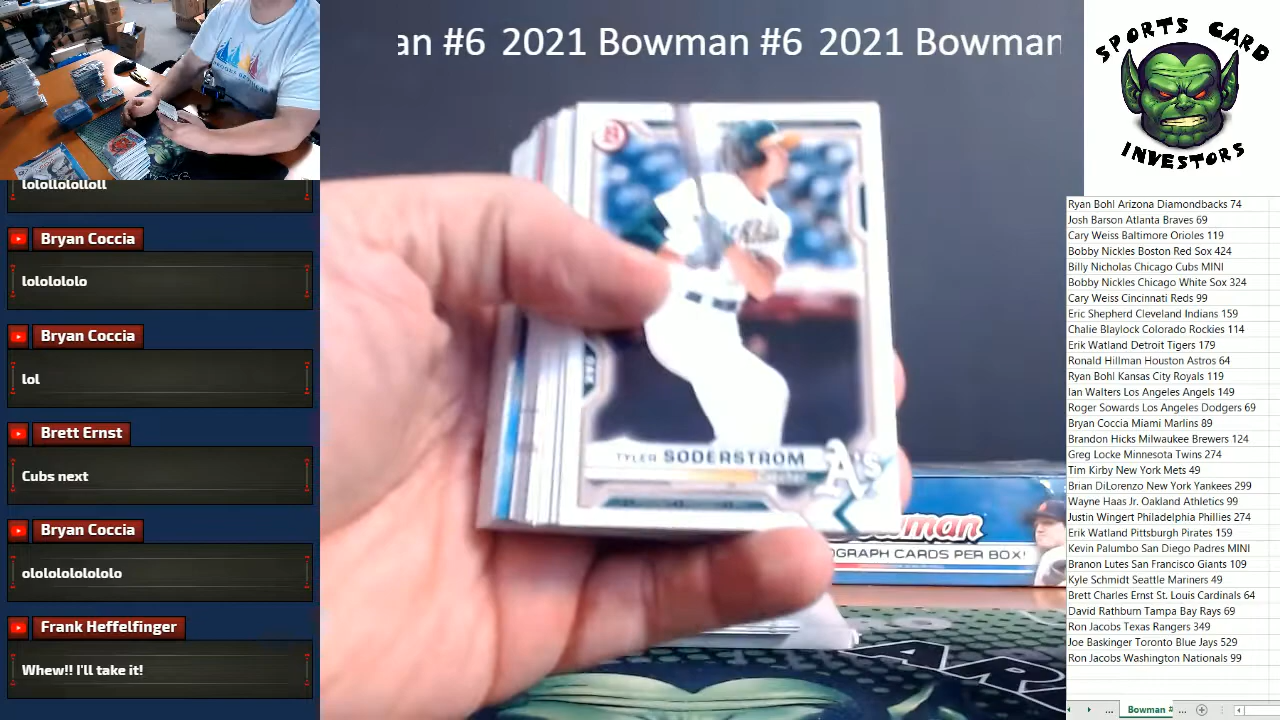 an #6 2021 Bowman #6 2021 Bowman
SPORTS CARD
INVESTORS
lolollololloll
Bryan Coccia
lololololo
Bryan Coccia
lol
Brett Ernst
Cubs next
Bryan Coccia
olololololololo
Frank Heffelfinger
Whew!! I'll take it!
OAK
TYLER SODERSTROM
A's
wman
OGRAPH CARDS PER BOX!
Ryan Bohl Arizona Diamondbacks 74
Josh Barson Atlanta Braves 69
Cary Weiss Baltimore Orioles 119
Bobby Nickles Boston Red Sox 424
Billy Nicholas Chicago Cubs MINI
Bobby Nickles Chicago White Sox 324
Cary Weiss Cincinnati Reds 99
Eric Shepherd Cleveland Indians 159
Chalie Blaylock Colorado Rockies 114
Erik Watland Detroit Tigers 179
Ronald Hillman Houston Astros 64
Ryan Bohl Kansas City Royals 119
Ian Walters Los Angeles Angels 149
Roger Sowards Los Angeles Dodgers 69
Bryan Coccia Miami Marlins 89
Brandon Hicks Milwaukee Brewers 124
Greg Locke Minnesota Twins 274
Tim Kirby New York Mets 49
Brian DiLorenzo New York Yankees 299
Wayne Haas Jr. Oakland Athletics 99
Justin Wingert Philadelphia Phillies 274
Erik Watland Pittsburgh Pirates 159
Kevin Palumbo San Diego Padres MINI
Branon Lutes San Francisco Giants 109
Kyle Schmidt Seattle Mariners 49
Brett Charles Ernst St. Louis Cardinals 64
David Rathburn Tampa Bay Rays 69
Ron Jacobs Texas Rangers 349
Joe Baskinger Toronto Blue Jays 529
Ron Jacobs Washington Nationals 99
... Bowman # ...